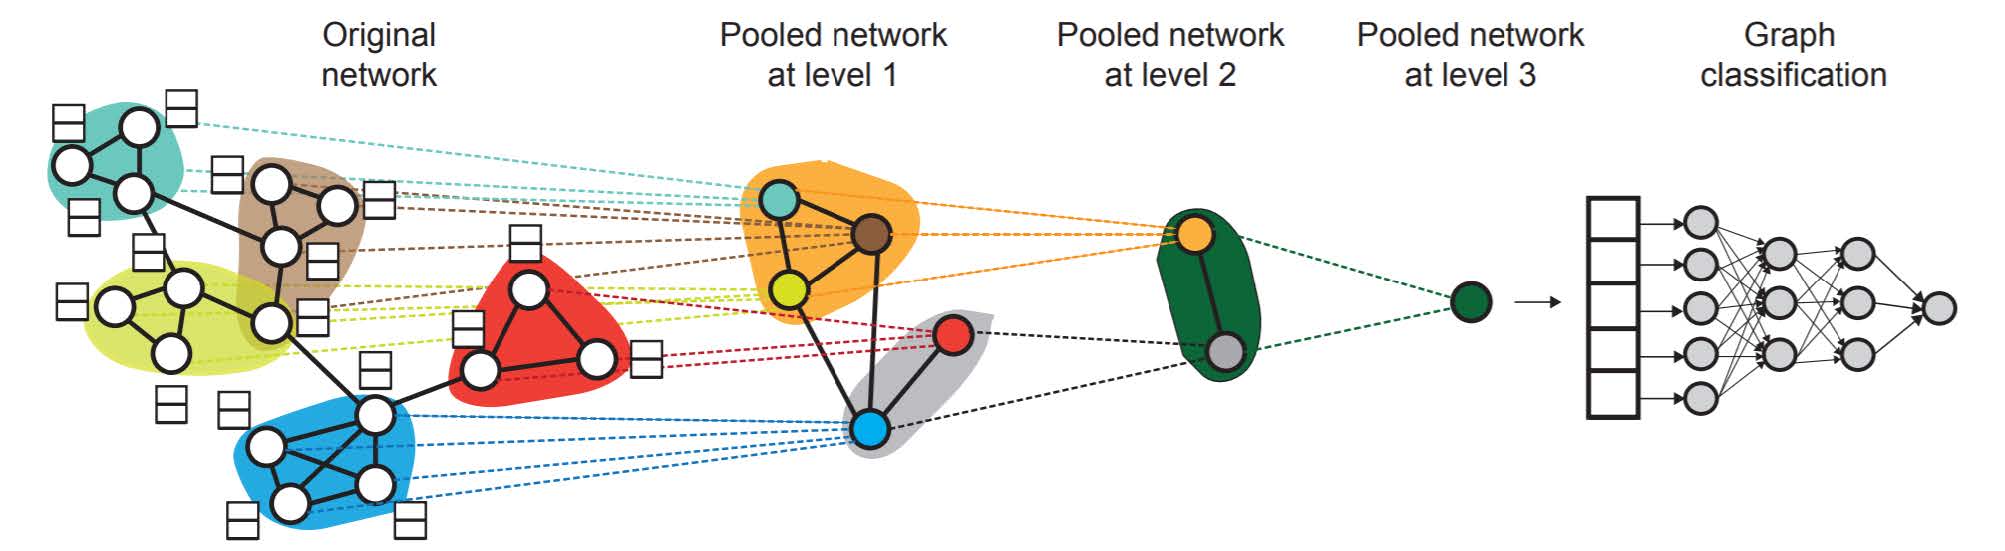 Original
network
Pooled network
at level 1
Pooled network
at level 2
Pooled network
at level 3
Graph
classification